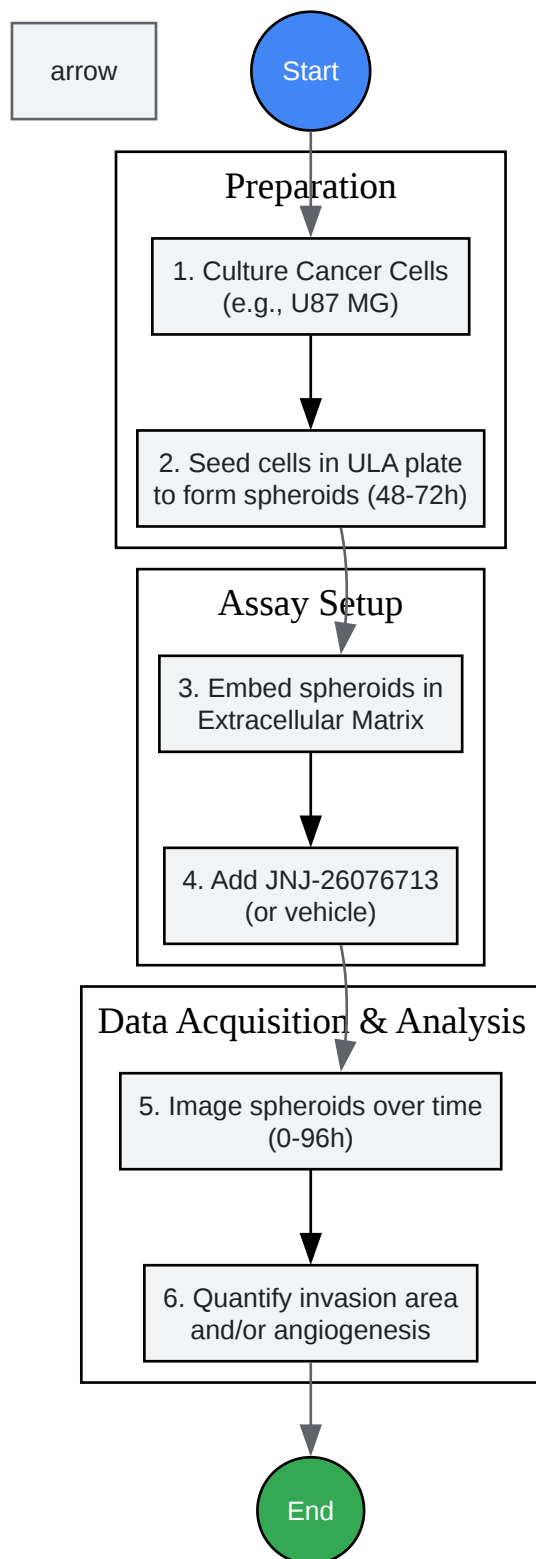 arrow
Start
Preparation
1. Culture Cancer Cells
(e.g., U87 MG)
2. Seed cells in ULA plate
to form spheroids (48-72h)
Assay Setup
3. Embed spheroids in
Extracellular Matrix
4. Add JNJ-26076713
(or vehicle)
Data Acquisition & Analysis
5. Image spheroids over time
(0-96h)
6. Quantify invasion area
and/or angiogenesis
End